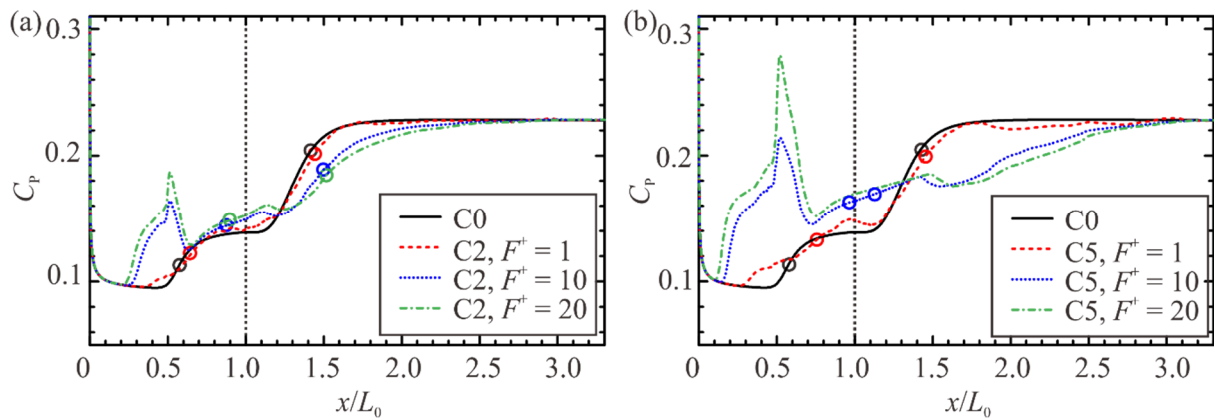 (a)
0.3
0.2
0.1
C_P
C0
C2, F⁺ = 1
C2, F⁺ = 10
C2, F⁺ = 20
0 0.5 1.0 1.5 2.0 2.5 3.0
x/L₀
(b)
0.3
0.2
0.1
C_P
C0
C5, F⁺ = 1
C5, F⁺ = 10
C5, F⁺ = 20
0 0.5 1.0 1.5 2.0 2.5 3.0
x/L₀